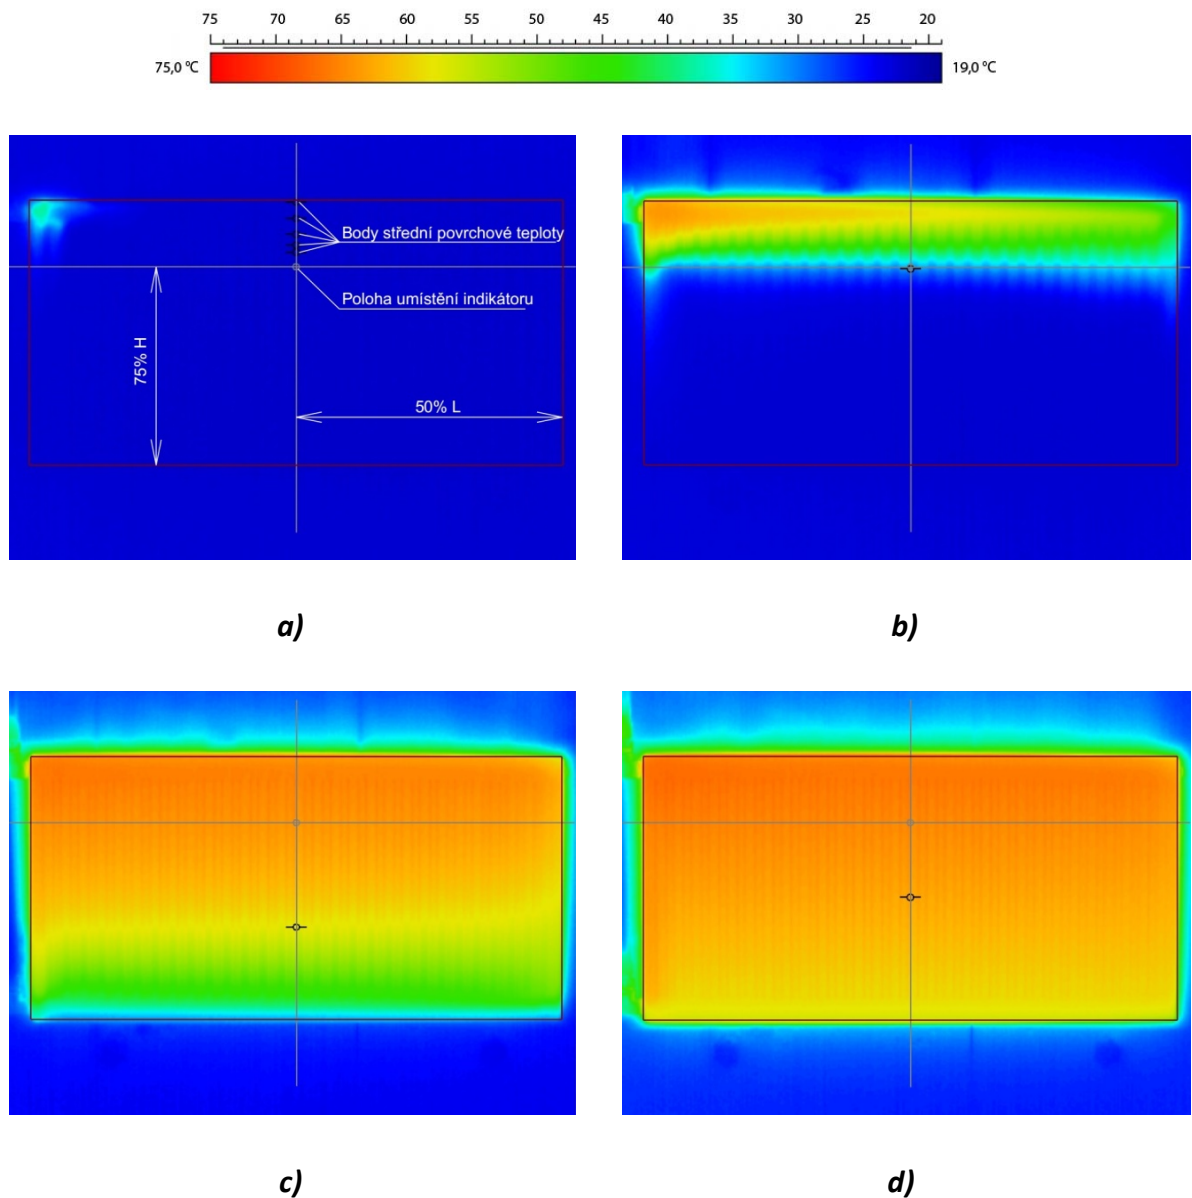 75 70 65 60 55 50 45 40 35 30 25 20
75,0 °C 19,0 °C
Body střední povrchové teploty
Poloha umístění indikátoru
75% H
50% L
a) b)
c) d)